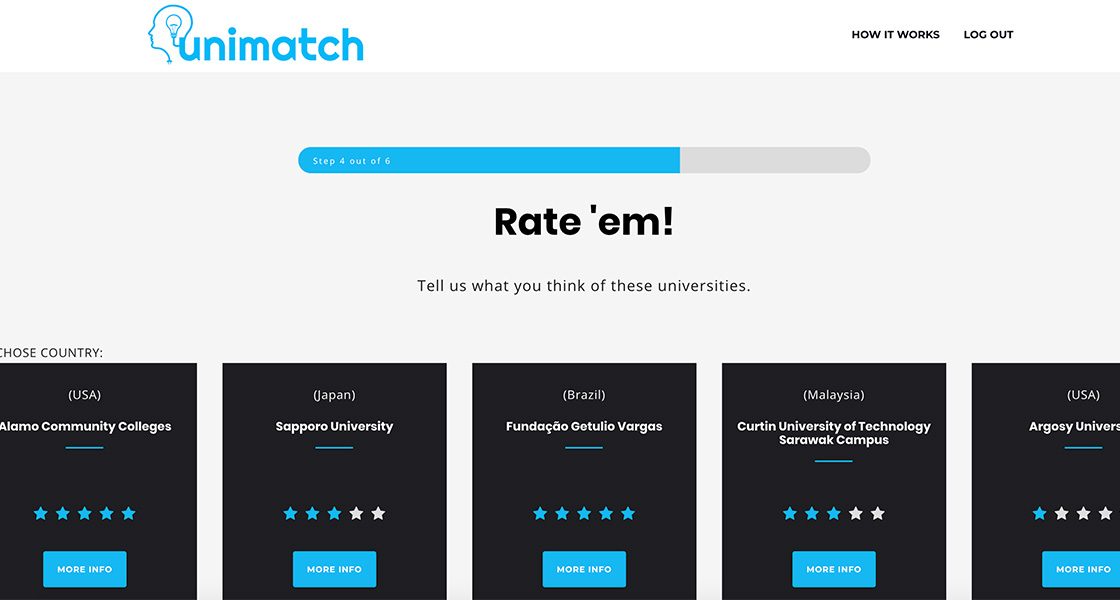 unimatch
HOW IT WORKS
LOG OUT
Step 4 out of 6
Rate 'em!
Tell us what you think of these universities.
CHOSE COUNTRY:
(USA)
Alamo Community Colleges
MORE INFO
(Japan)
Sapporo University
MORE INFO
(Brazil)
Fundação Getulio Vargas
MORE INFO
(Malaysia)
Curtin University of Technology
Sarawak Campus
MORE INFO
(USA)
Argosy Univers
MORE INFO